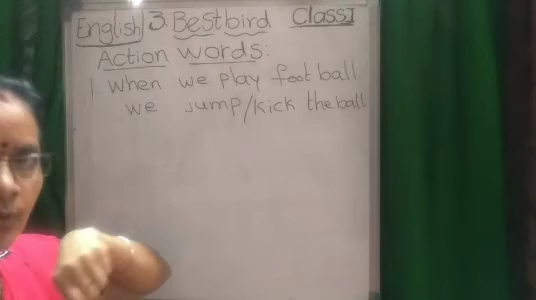 English 3. Best bird Class I
Action words:
1 when we play foot ball
we jump/kick the ball